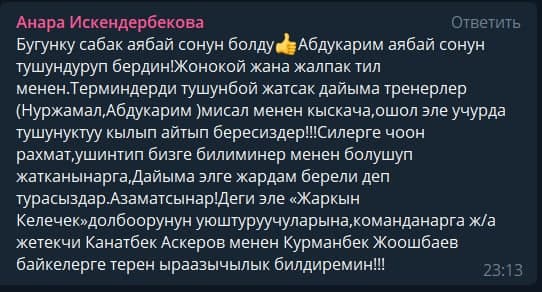 Анара Искендербекова Ответить
Бугунку сабак аябай сонун болду👍Абдукарим аябай сонун
тушундуруп бердин!Жонокой жана жалпак тил
менен.Терминдерди тушунбой жатсак дайыма тренерлер
(Нуржамал,Абдукарим )мисал менен кыскача,ошол эле учурда
тушунуктуу кылып айтып бересиздер!!!Силерге чоон
рахмат,ушинтип бизге билиминер менен болушуп
жатканынарга,Дайыма элге жардам берели деп
турасыздар.Азаматсынар!Деги эле «Жаркын
Келечек»долбоорунун уюштуруучуларына,команданарга ж/а
жетекчи Канатбек Аскеров менен Курманбек Жоошбаев
байкелерге терен ыраазычылык билдиремин!!!
23:13